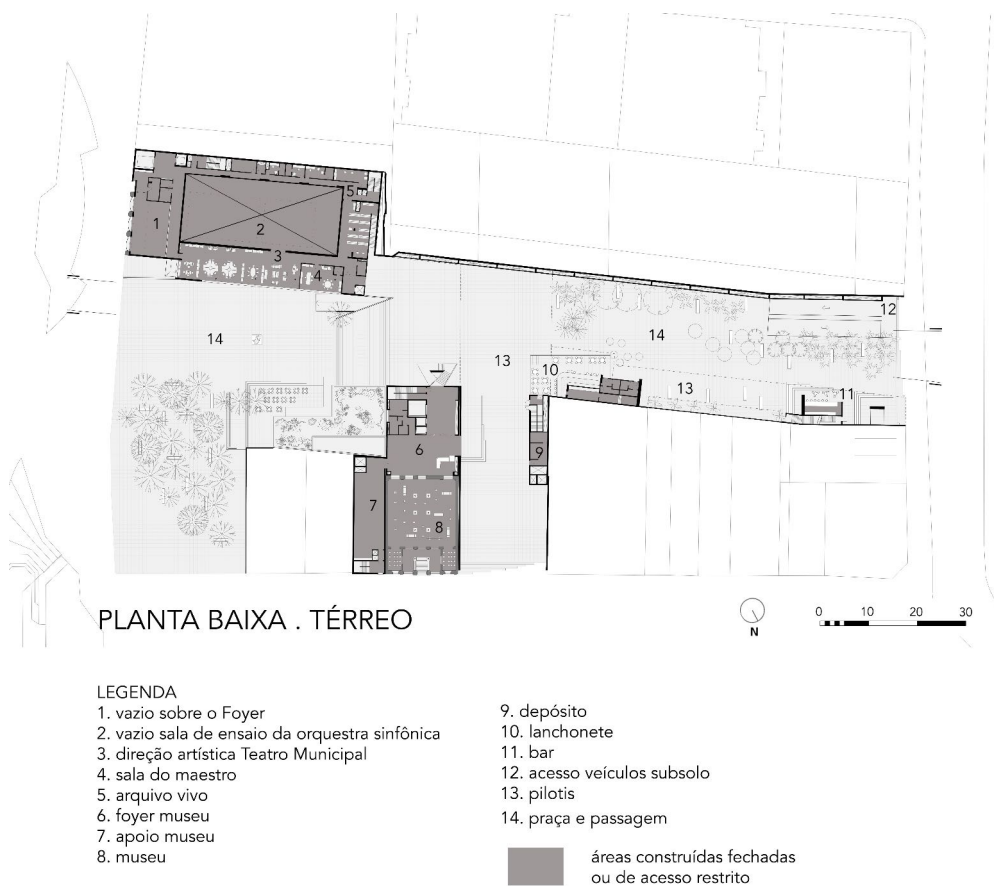 1
2
3
4
5
14
12
14
13
10
13
11
6
9
7
8
PLANTA BAIXA . TÉRREO
N
0 10 20 30
LEGENDA
1. vazio sobre o Foyer
2. vazio sala de ensaio da orquestra sinfônica
3. direção artística Teatro Municipal
4. sala do maestro
5. arquivo vivo
6. foyer museu
7. apoio museu
8. museu
9. depósito
10. lanchonete
11. bar
12. acesso veículos subsolo
13. pilotis
14. praça e passagem
áreas construídas fechadas
ou de acesso restrito